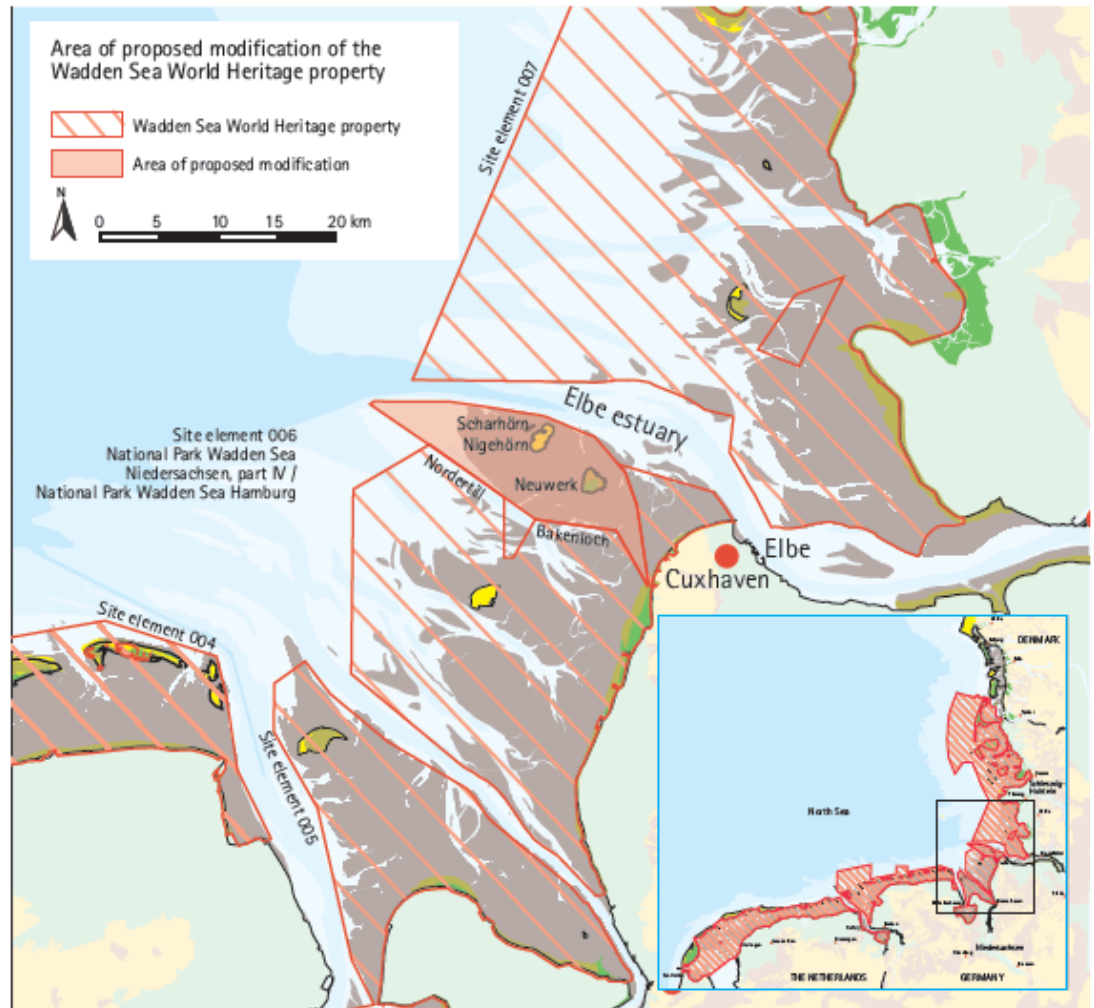 Area of proposed modification of the
Wadden Sea World Heritage property
Wadden Sea World Heritage property
Area of proposed modification
N
0 5 10 15 20 km
Site element 007
Elbe estuary
Scharhörn
Nigehörn
Neuwerk
Site element 006
National Park Wadden Sea
Niedersachsen, part IV /
National Park Wadden Sea Hamburg
Nordertill
Bakenloch
Elbe
Cuxhaven
Site element 004
Site element 005
DENMARK
North Sea
Schleswig-
Holstein
Niedersachsen
THE NETHERLANDS
GERMANY